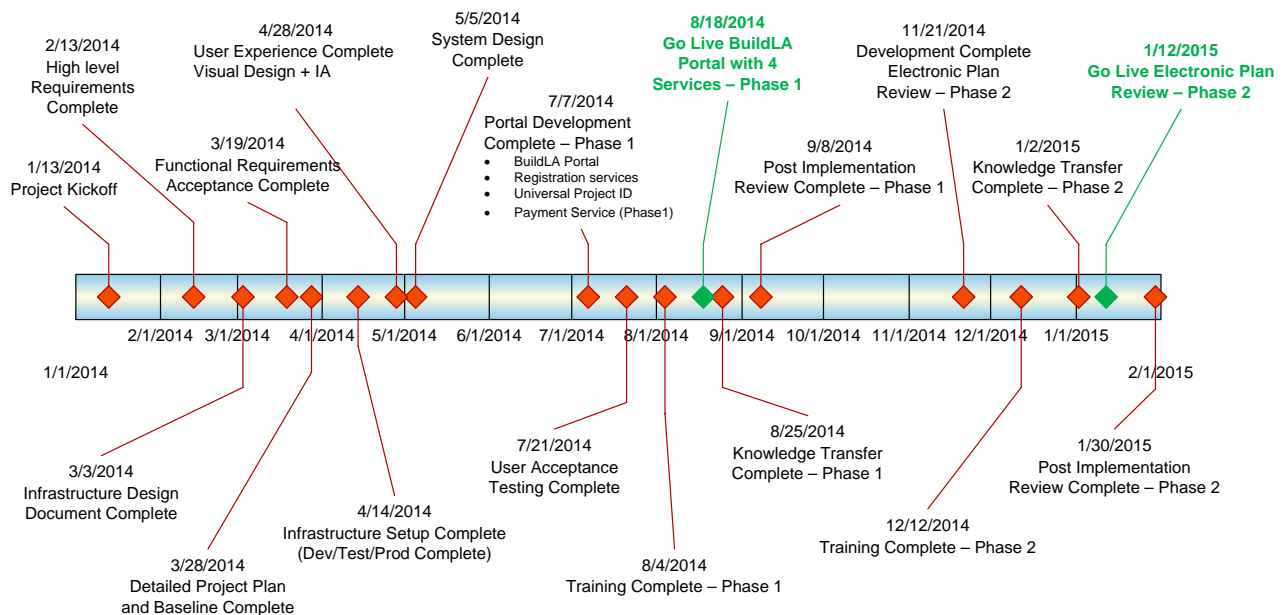 2/13/2014
High level
Requirements
Complete
4/28/2014
User Experience Complete
Visual Design + IA
5/5/2014
System Design
Complete
8/18/2014
Go Live BuildLA
Portal with 4
Services – Phase 1
11/21/2014
Development Complete
Electronic Plan
Review – Phase 2
1/12/2015
Go Live Electronic Plan
Review – Phase 2
1/13/2014
Project Kickoff
3/19/2014
Functional Requirements
Acceptance Complete
7/7/2014
Portal Development
Complete – Phase 1
• BuildLA Portal
• Registration services
• Universal Project ID
• Payment Service (Phase1)
9/8/2014
Post Implementation
Review Complete – Phase 1
1/2/2015
Knowledge Transfer
Complete – Phase 2
2/1/2014 3/1/2014 4/1/2014 5/1/2014 6/1/2014 7/1/2014 8/1/2014 9/1/2014 10/1/2014 11/1/2014 12/1/2014 1/1/2015
1/1/2014 2/1/2015
3/3/2014
Infrastructure Design
Document Complete
3/28/2014
Detailed Project Plan
and Baseline Complete
4/14/2014
Infrastructure Setup Complete
(Dev/Test/Prod Complete)
7/21/2014
User Acceptance
Testing Complete
8/4/2014
Training Complete – Phase 1
8/25/2014
Knowledge Transfer
Complete – Phase 1
12/12/2014
Training Complete – Phase 2
1/30/2015
Post Implementation
Review Complete – Phase 2